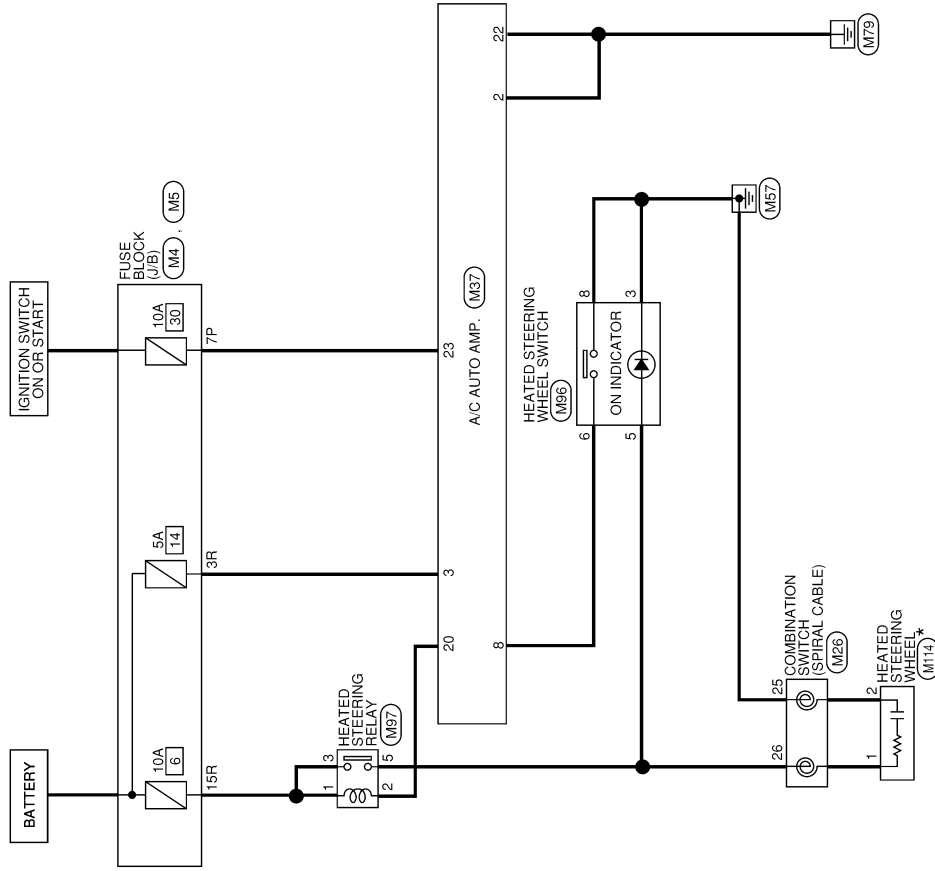 BATTERY
IGNITION SWITCH
ON OR START
FUSE
BLOCK
(J/B)
M4 , M5
10A
6
5A
14
10A
30
15R
3R
7P
HEATED
STEERING
RELAY
M97
1
3
2
5
20
3
23
A/C AUTO AMP. M37
8
2
22
HEATED STEERING
WHEEL SWITCH
M96
6
8
ON INDICATOR
5
3
M57
M79
COMBINATION
SWITCH
(SPIRAL CABLE)
M26
26
25
HEATED
STEERING
WHEEL *
M114
1
2